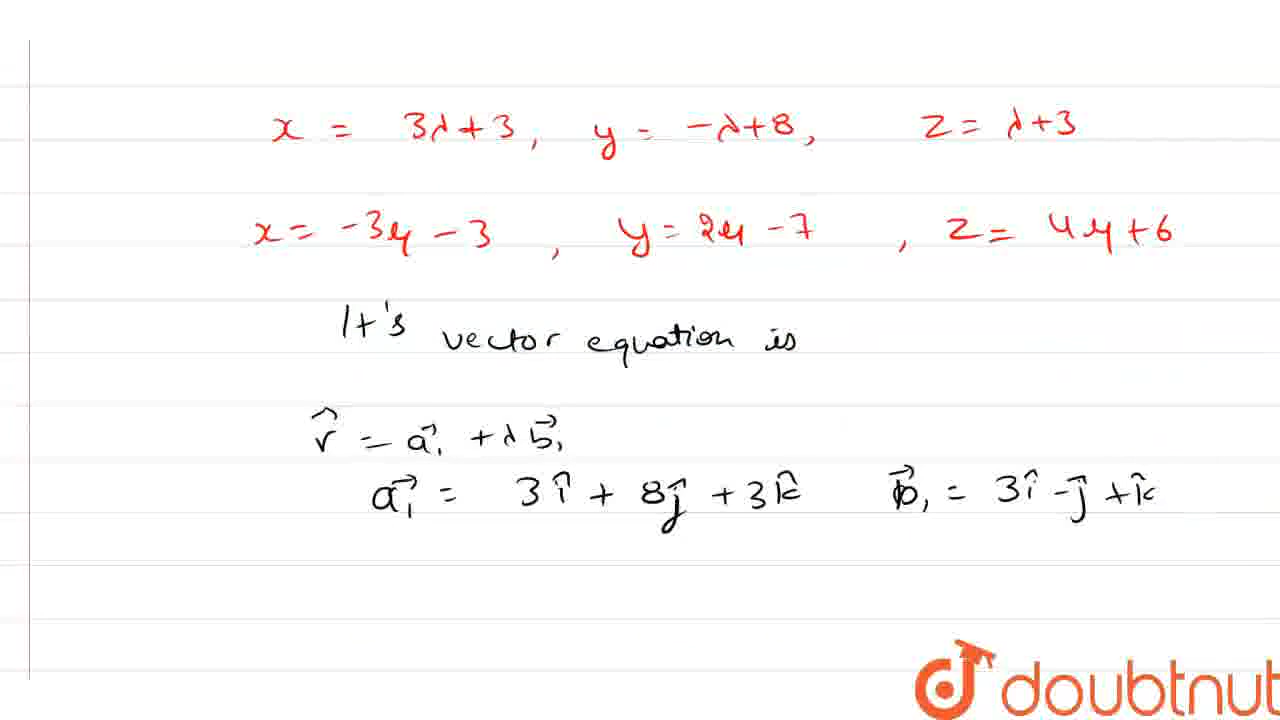 x = 3λ+3, y = -λ+8, z = λ+3
x = -3μ - 3, y = 2μ - 7, z = 4μ+6
It's vector equation is
r̂ = a⃗₁ + λ b⃗₁
a⃗₁ = 3î + 8ĵ + 3k̂ b⃗₁ = 3î - ĵ + k̂
doubtnut